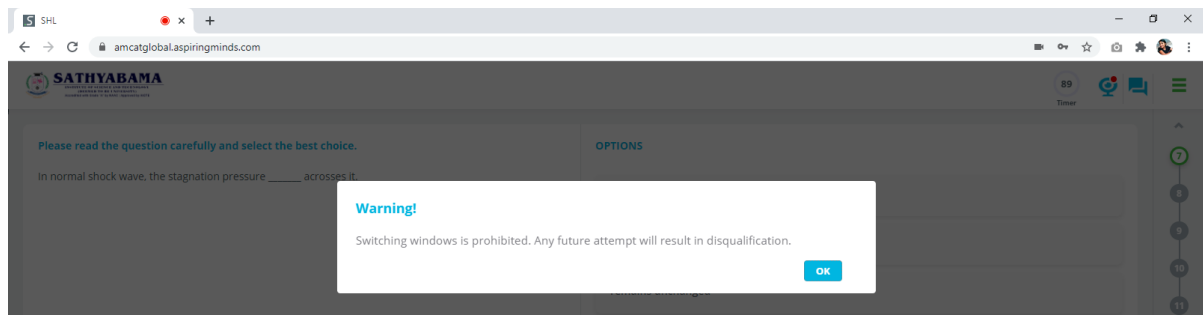 SHL
amcatglobal.aspiringminds.com
SATHYABAMA
89
Timer
Please read the question carefully and select the best choice.
In normal shock wave, the stagnation pressure ______ acrosses it.
OPTIONS
7
8
9
10
11
Warning!
Switching windows is prohibited. Any future attempt will result in disqualification.
OK